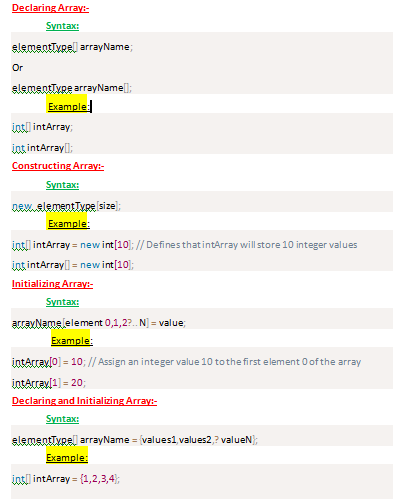 Declaring Array:-
Syntax:
elementType[] arrayName;
Or
elementType arrayName[];
Example:
int[] intArray;
int intArray[];
Constructing Array:-
Syntax:
new elementType[size];
Example:
int[] intArray = new int[10]; // Defines that intArray will store 10 integer values
int intArray[] = new int[10];
Initializing Array:-
Syntax:
arrayName[element 0,1,2?.. N] = value;
Example:
intArray[0] = 10; // Assign an integer value 10 to the first element 0 of the array
intArray[1] = 20;
Declaring and Initializing Array:-
Syntax:
elementType[] arrayName = {values1,values2,? valueN};
Example:
int[] intArray = {1,2,3,4};